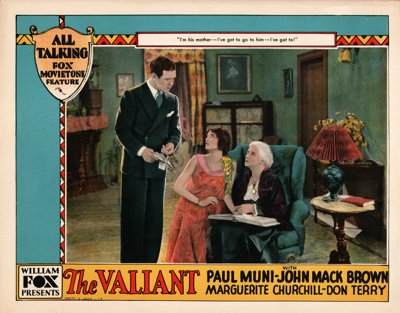 "I'm his mother—I've got to go to him—I've got to!"
ALL
TALKING
FOX
MOVIETONE
FEATURE
WILLIAM
FOX
PRESENTS
The VALIANT
WITH
PAUL MUNI-JOHN MACK BROWN
MARGUERITE CHURCHILL-DON TERRY